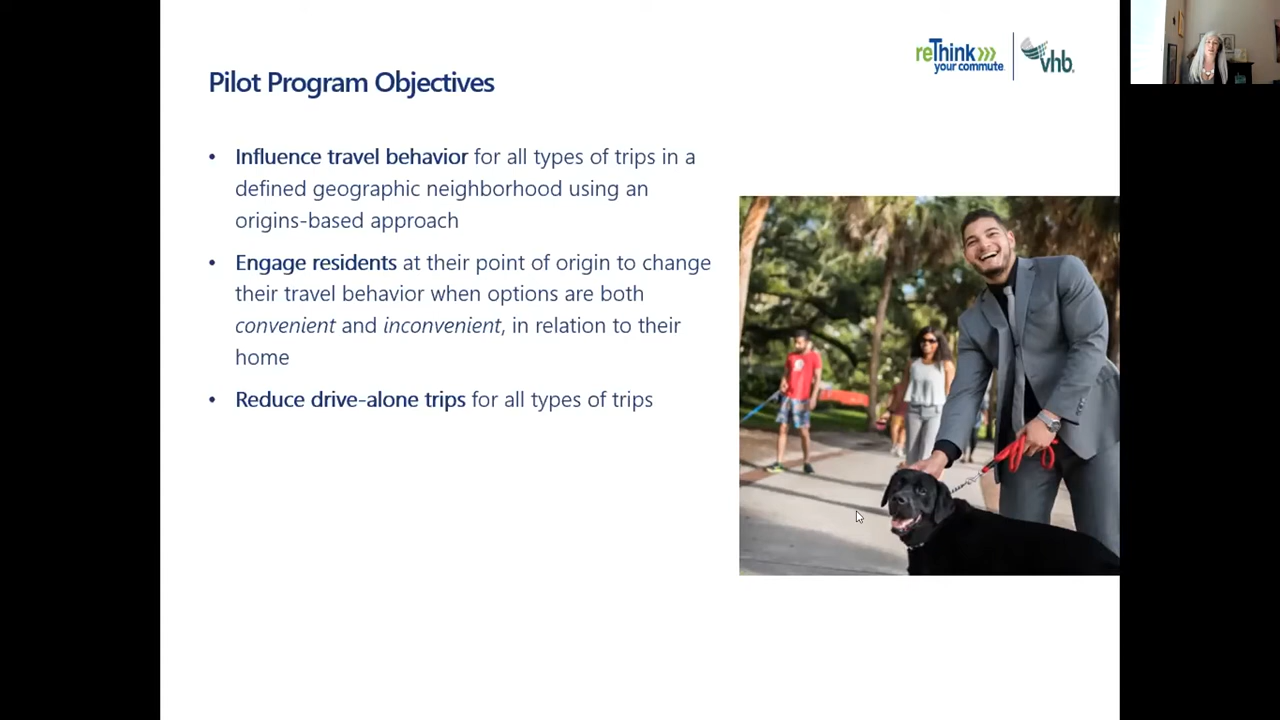 reThink
your commute
vhb
Pilot Program Objectives
• Influence travel behavior for all types of trips in a
defined geographic neighborhood using an
origins-based approach
• Engage residents at their point of origin to change
their travel behavior when options are both
convenient and inconvenient, in relation to their
home
• Reduce drive-alone trips for all types of trips